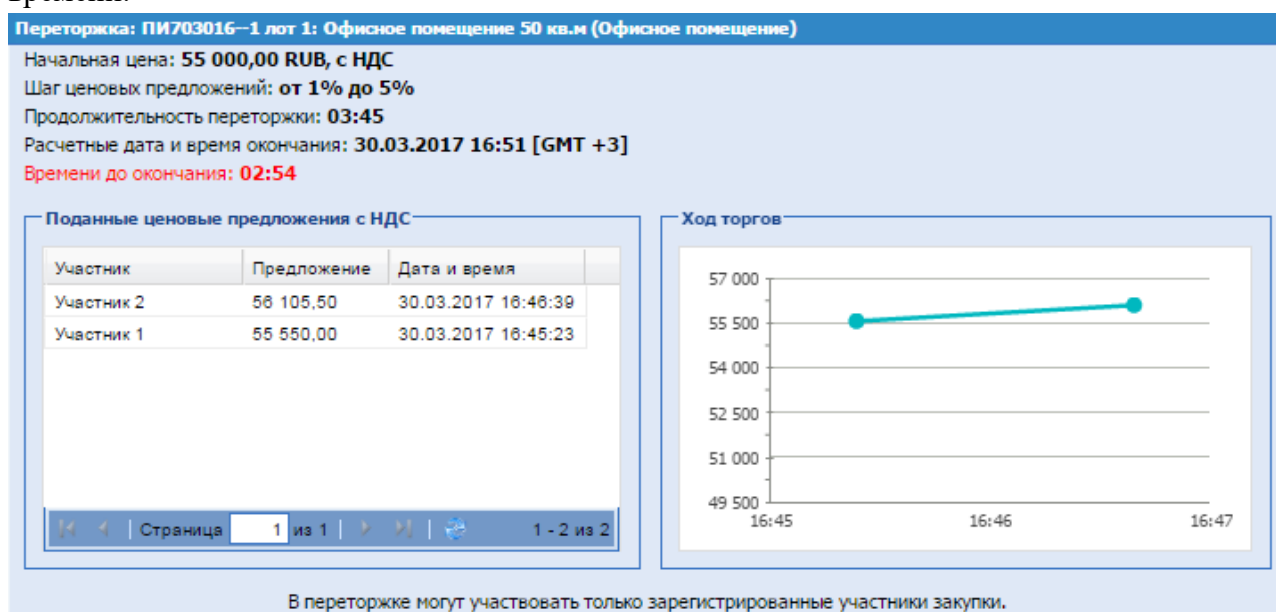 времени.
Переторжка: ПИ703016--1 лот 1: Офисное помещение 50 кв.м (Офисное помещение)
Начальная цена: 55 000,00 RUB, с НДС
Шаг ценовых предложений: от 1% до 5%
Продолжительность переторжки: 03:45
Расчетные дата и время окончания: 30.03.2017 16:51 [GMT +3]
Времени до окончания: 02:54
Поданные ценовые предложения с НДС
Участник Предложение Дата и время
Участник 2 56 105,50 30.03.2017 16:46:39
Участник 1 55 550,00 30.03.2017 16:45:23
Страница 1 из 1 1 - 2 из 2
Ход торгов
57 000
55 500
54 000
52 500
51 000
49 500
16:45 16:46 16:47
В переторжке могут участвовать только зарегистрированные участники закупки.